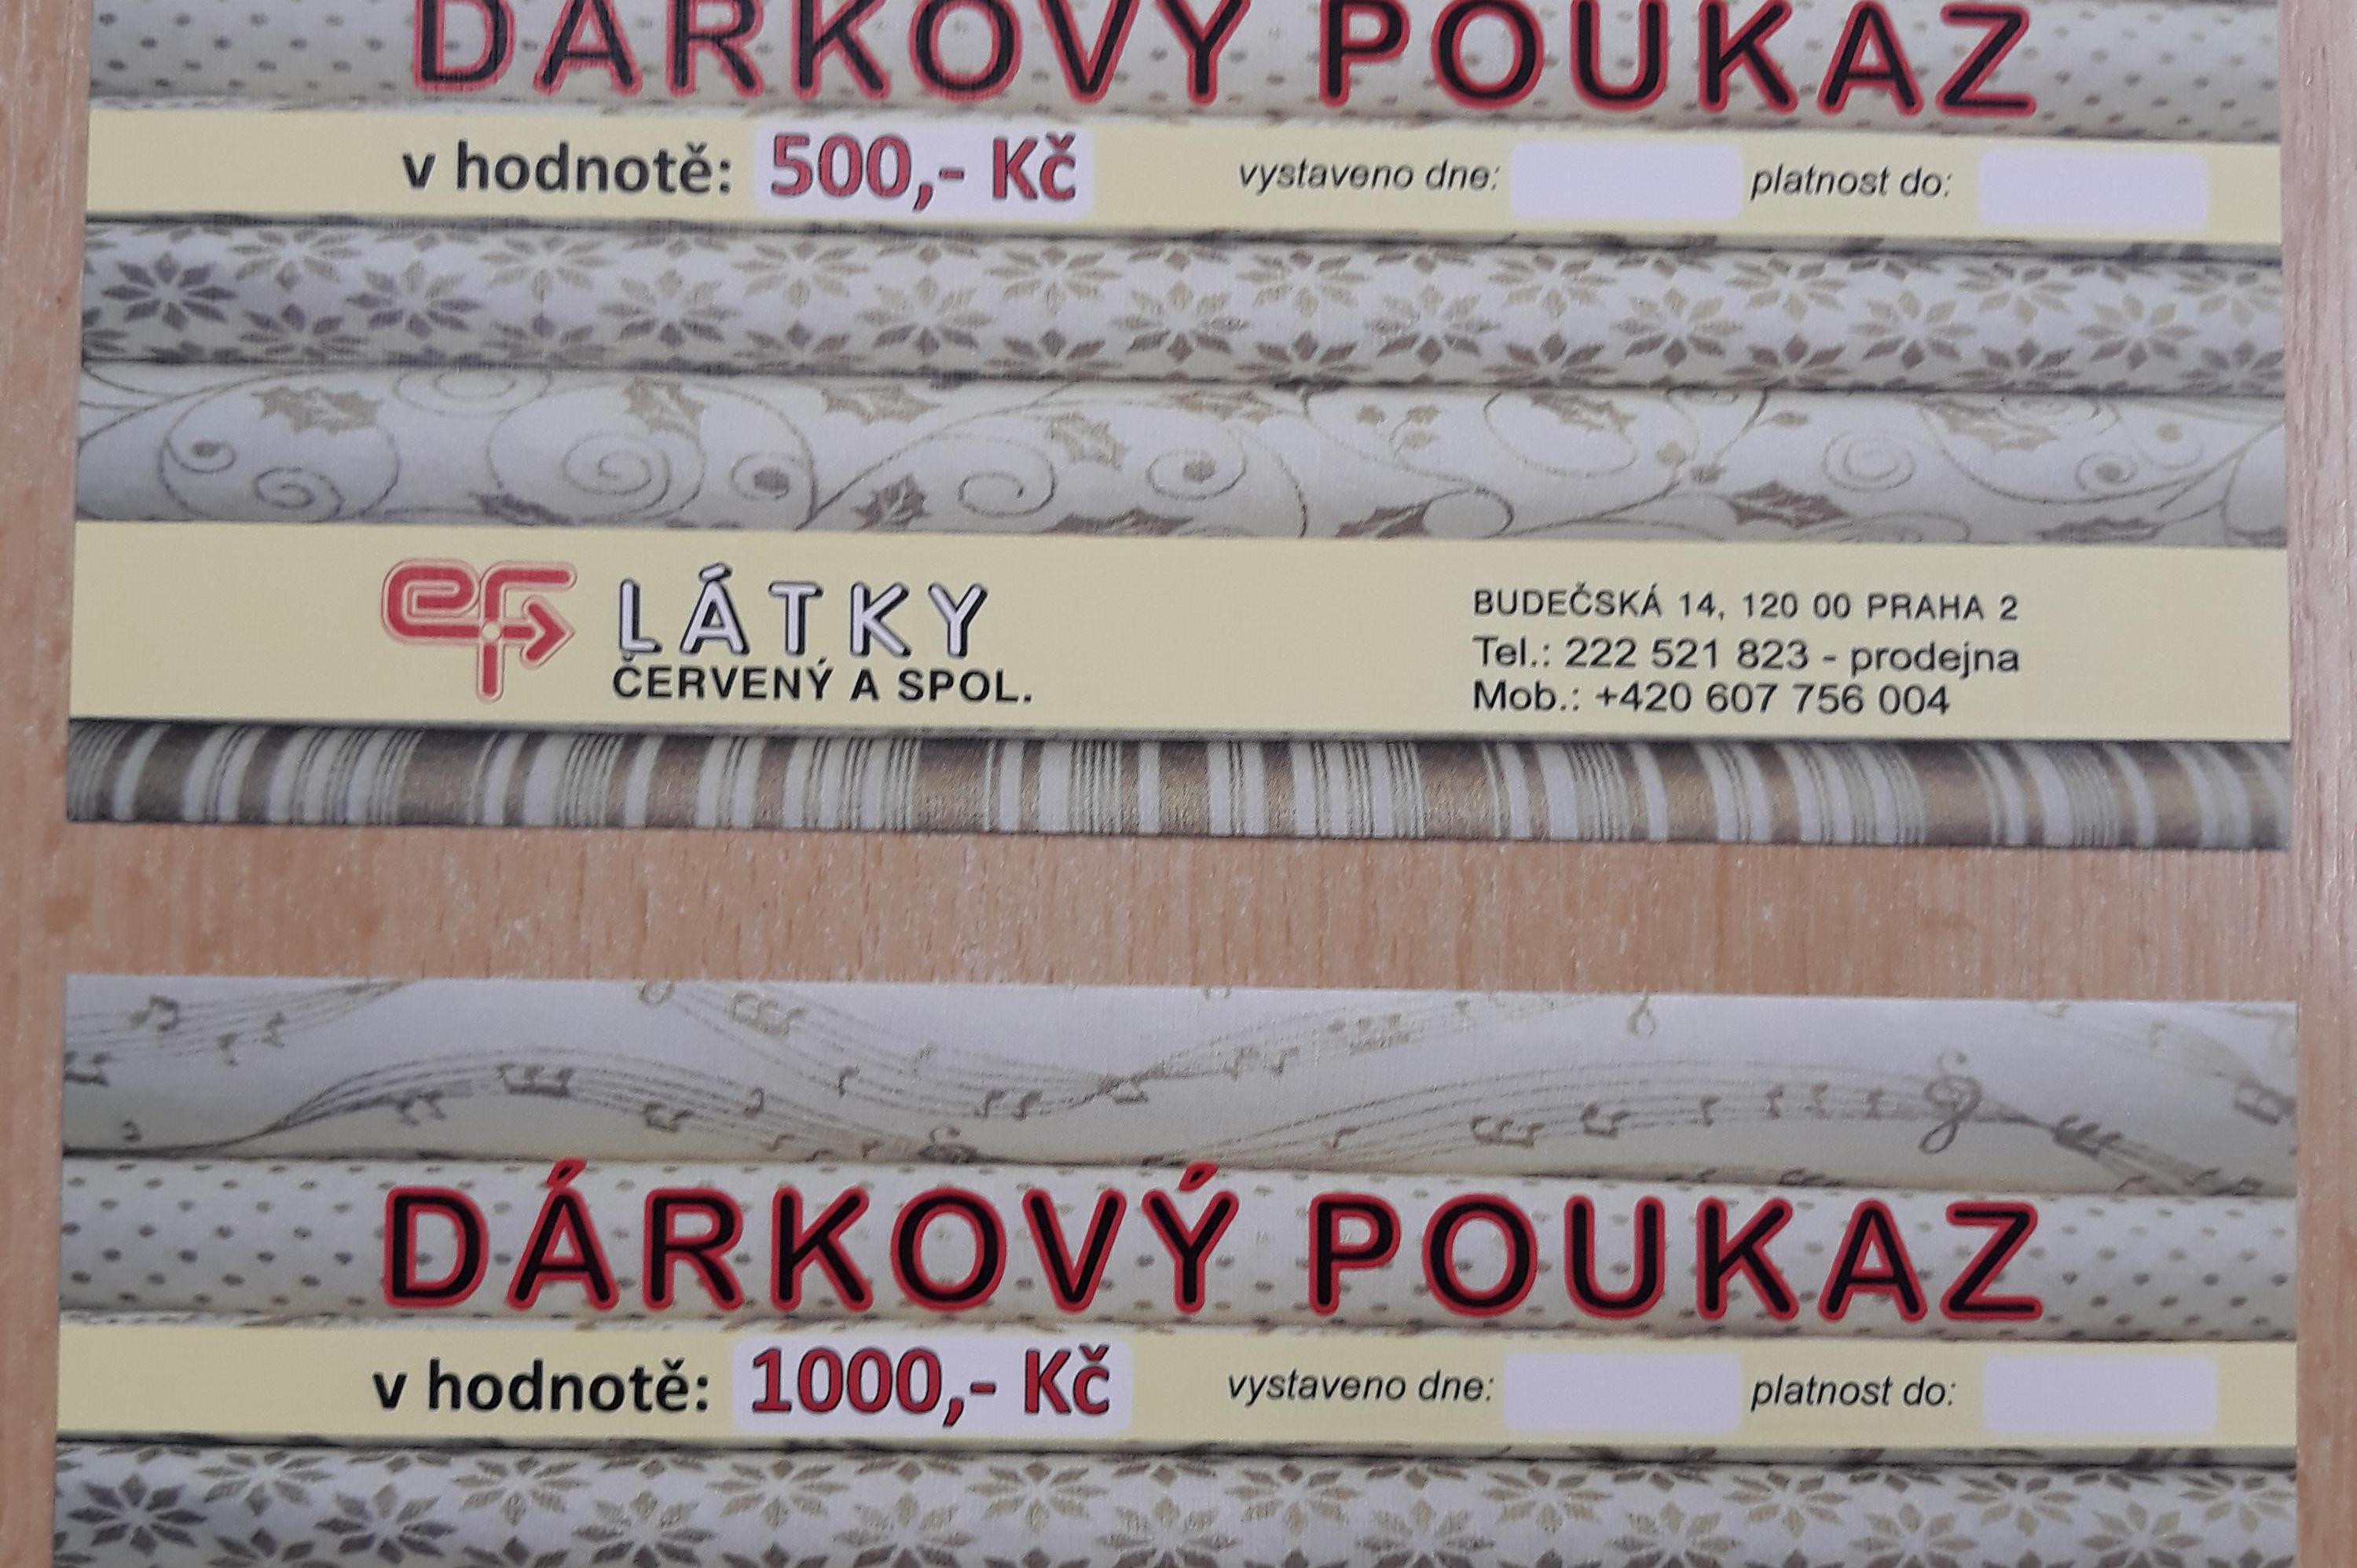 DÁRKOVÝ POUKAZ
v hodnotě: 500,- Kč vystaveno dne: platnost do:
LÁTKY
ČERVENÝ A SPOL.
BUDEČSKÁ 14, 120 00 PRAHA 2
Tel.: 222 521 823 - prodejna
Mob.: +420 607 756 004
DÁRKOVÝ POUKAZ
v hodnotě: 1000,- Kč vystaveno dne: platnost do: